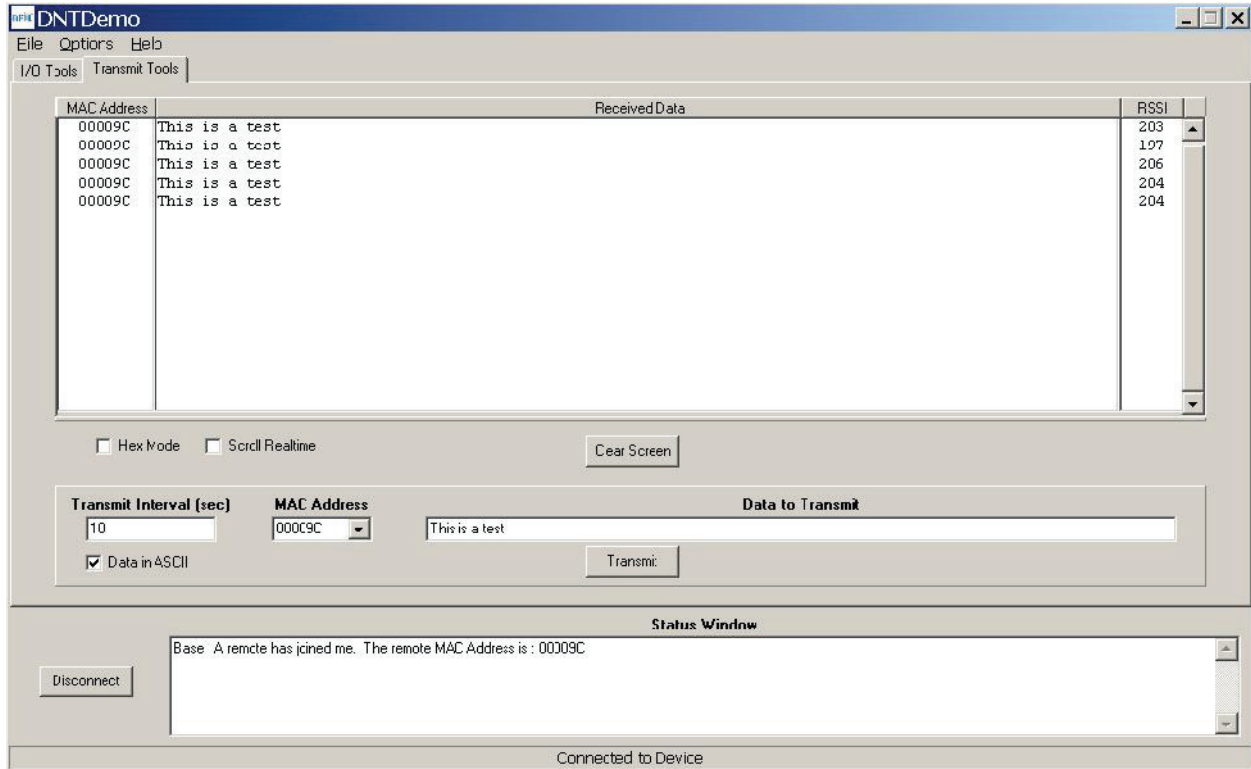 DNTDemo
File Options Help
I/O Tools Transmit Tools
MAC Address Received Data RSSI
00009C This is a test 203
00009C This is a test 197
00009C This is a test 206
00009C This is a test 204
00009C This is a test 204
Hex Mode Scroll Realtime Clear Screen
Transmit Interval (sec) MAC Address Data to Transmit
10 00009C This is a test
Data in ASCII Transmit
Status Window
Base A remote has joined me. The remote MAC Address is : 00009C
Disconnect
Connected to Device